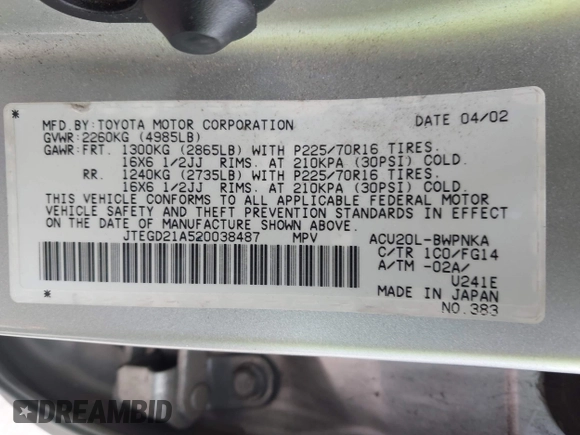 MFD.BY:TOYOTA MOTOR CORPORATION DATE 04/02
GVWR:2260KG (4985LB)
GAWR:FRT. 1300KG (2865LB) WITH P225/70R16 TIRES.
16X6 1/2JJ RIMS. AT 210KPA (30PSI) COLD.
RR. 1240KG (2735LB) WITH P225/70R16 TIRES.
16X6 1/2JJ RIMS. AT 210KPA (30PSI) COLD.
THIS VEHICLE CONFORMS TO ALL APPLICABLE FEDERAL MOTOR
VEHICLE SAFETY AND THEFT PREVENTION STANDARDS IN EFFECT
ON THE DATE OF MANUFACTURE SHOWN ABOVE.
JTEGD21A520038487 MPV ACU20L-BWPNKA
C/TR 1C0/FG14
A/TM -02A/
U241E
MADE IN JAPAN
NO.383
DREAMBID